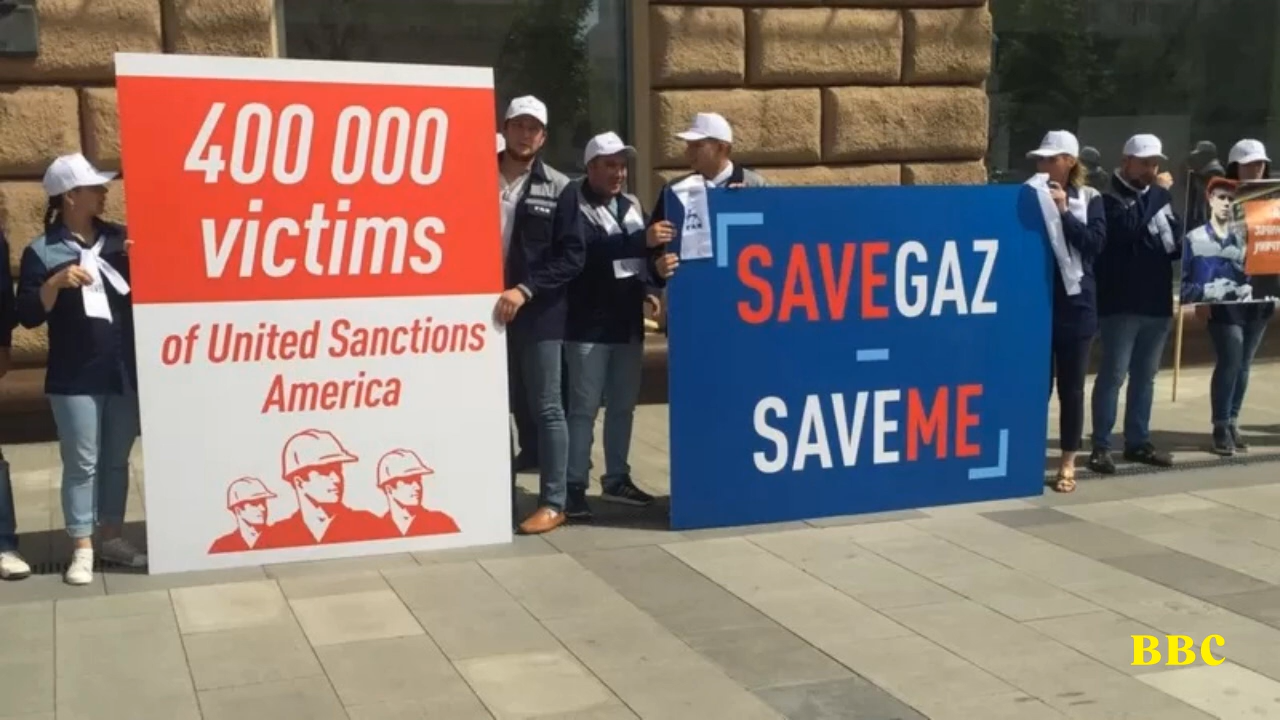 400 000
victims
of United Sanctions
America
SAVEGAZ
–
SAVEME
BBC